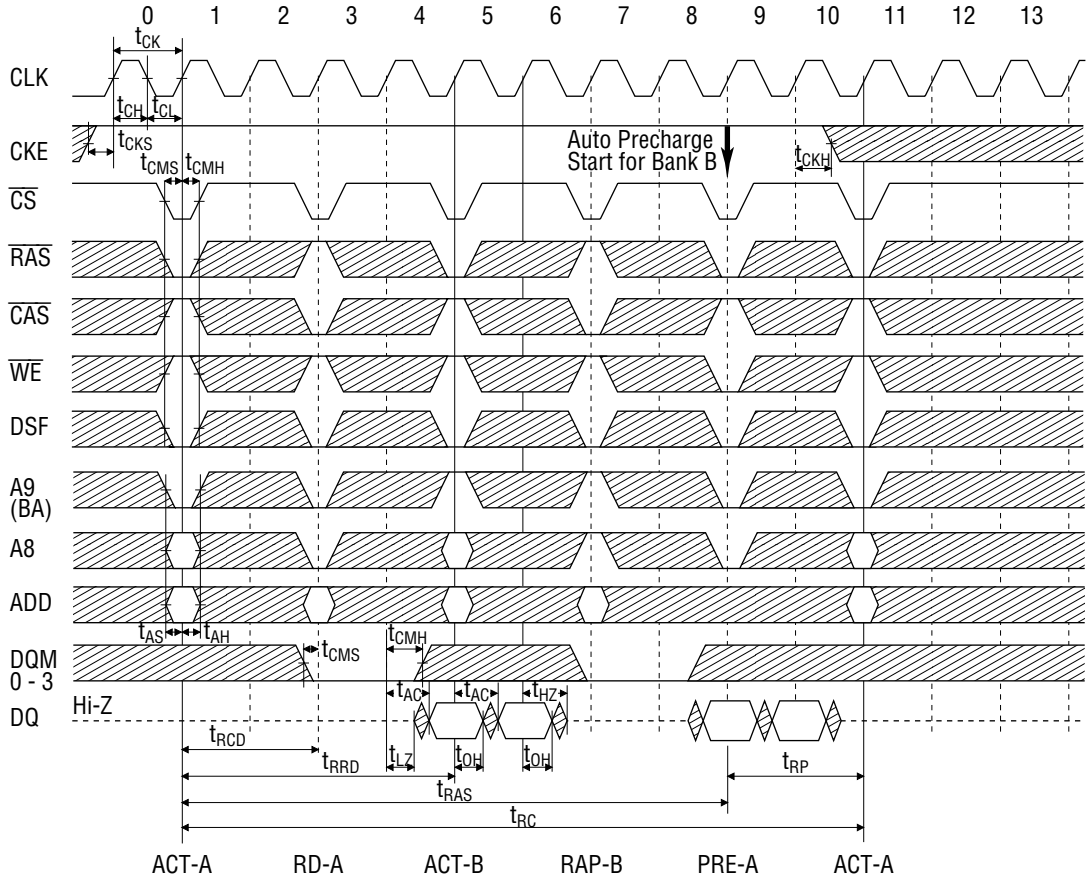 0 1 2 3 4 5 6 7 8 9 10 11 12 13
tCK
CLK
tCH tCL
tCKS
CKE
Auto Precharge
Start for Bank B
tCKH
tCMS tCMH
CS
RAS
CAS
WE
DSF
A9
(BA)
A8
ADD
tAS tAH
tCMH
tCMS
DQM
0 - 3
tAC tAC tHZ
Hi-Z
DQ
tRCD
tLZ tOH tOH
tRRD
tRP
tRAS
tRC
ACT-A RD-A ACT-B RAP-B PRE-A ACT-A